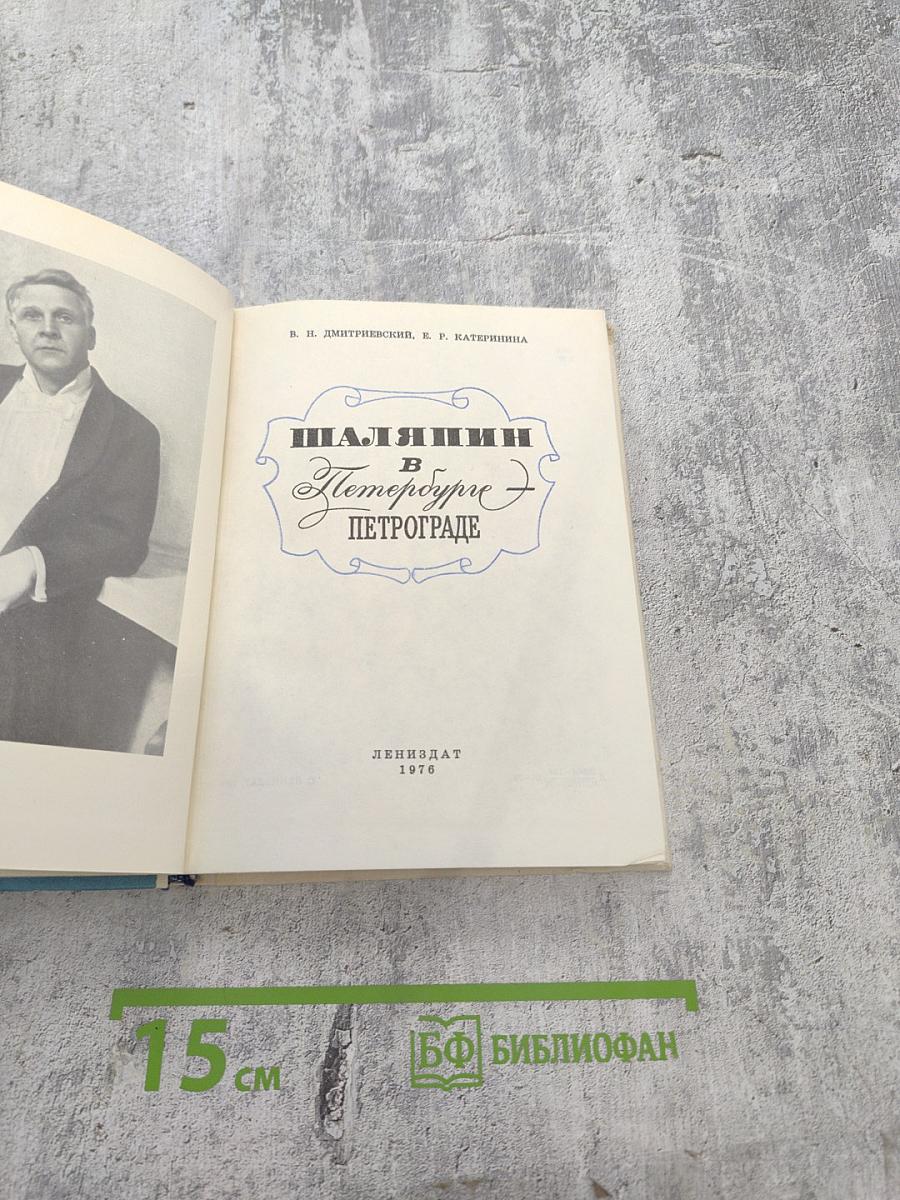 В. Н. ДМИТРИЕВСКИЙ, Е. Р. КАТЕРИНИНА
ШАЛЯПИН
В
Петербурге -
ПЕТРОГРАДЕ
ЛЕНИЗДАТ
1976
15 СМ
БФ БИБЛИОФАН